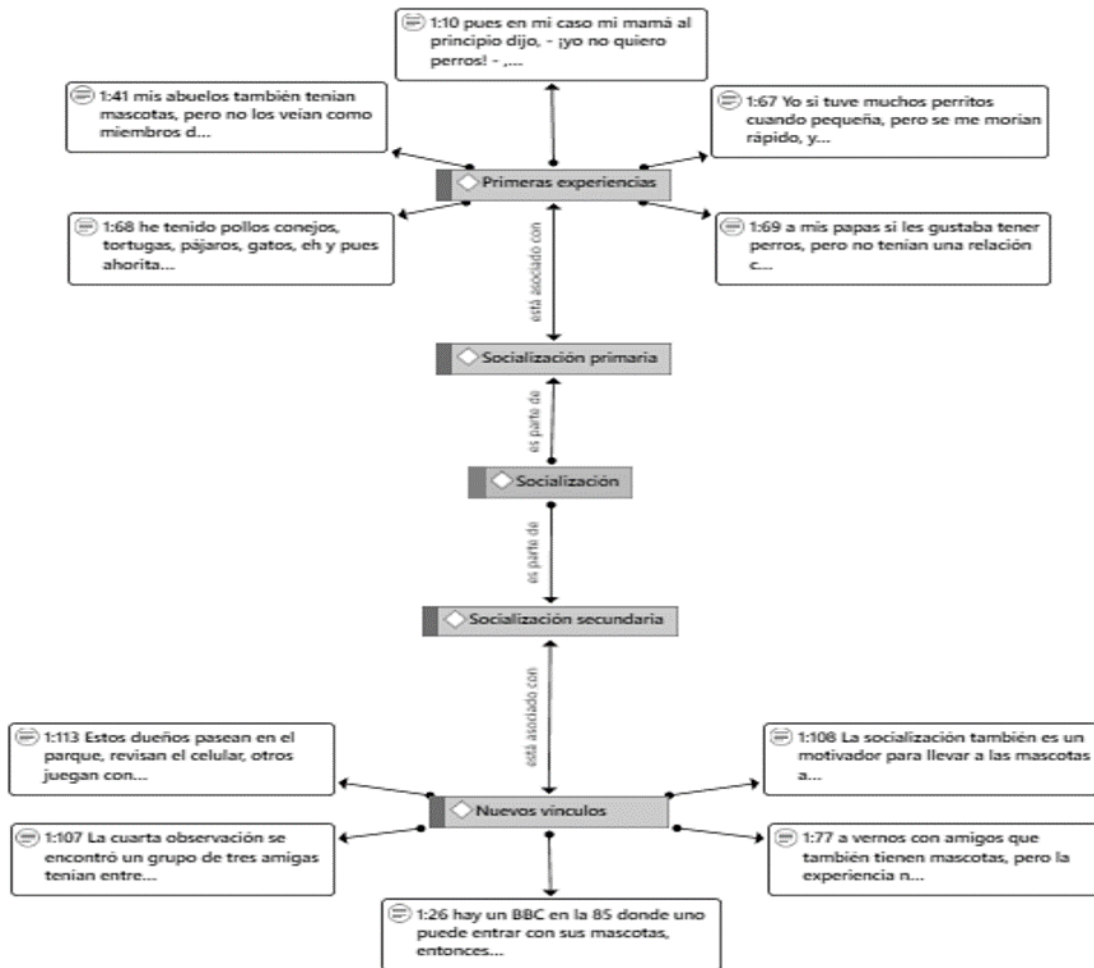 1:10 pues en mi caso mi mamá al
principio dijo, - ¡yo no quiero
perros! - ,...
1:41 mis abuelos también tenian
mascotas, pero no los veían como
miembros d...
1:67 Yo si tuve muchos perritos
cuando pequeña, pero se me morían
rápido, y...
Primeras experiencias
1:68 he tenido pollos conejos,
tortugas, pájaros, gatos, eh y pues
ahorita...
1:69 a mis papas si les gustaba tener
perros, pero no tenían una relación
c...
está asociado con
Socialización primaria
es parte de
Socialización
es parte de
Socialización secundaria
está asociado con
1:113 Estos dueños pasean en el
parque, revisan el celular, otros
juegan con...
1:108 La socialización también es un
motivador para llevar a las mascotas
a...
Nuevos vinculos
1:107 La cuarta observación se
encontró un grupo de tres amigas
tenían entre...
1:77 a vernos con amigos que
también tienen mascotas, pero la
experiencia n...
1:26 hay un BBC en la 85 donde uno
puede entrar con sus mascotas,
entonces...